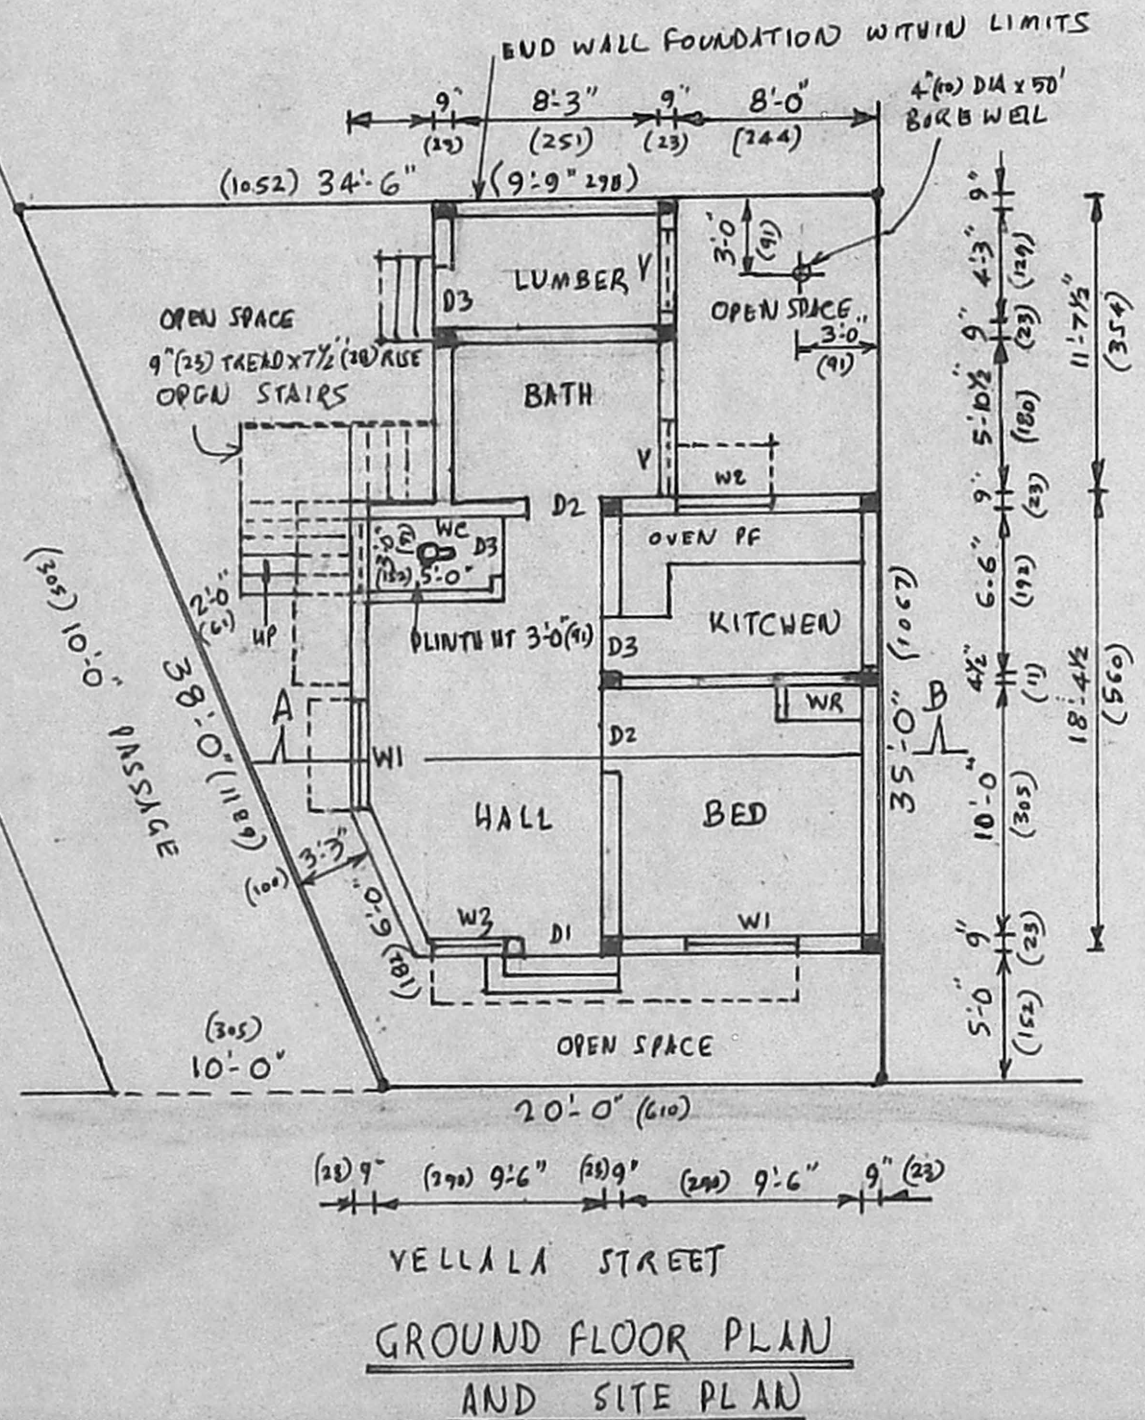 END WALL FOUNDATION WITHIN LIMITS
4"(10) DIA x 50'
BORE WELL
9" 8'-3" 9" 8'-0"
(23) (251) (23) (244)
(10.52) 34'-6" (9'-9" 298)
3'-0"
(91)
LUMBER
V
D3
OPEN SPACE
3'-0"
(91)
OPEN SPACE
9"(23) TREAD x 7½" RISE
OPEN STAIRS
BATH
V
W2
D2
WC
D3
(152) 5'-0"
OVEN PF
PLINTH HT 3'-0"(91)
KITCHEN
D3
2'-0"
(61)
UP
WR
A
B
W1
D2
HALL
BED
(305) 10'-0" PASSAGE
38'-0" (1189)
35'-0" (1067)
3'-3"
(100)
6'-0"
(182)
W3
D1
W1
OPEN SPACE
(305)
10'-0"
20'-0" (610)
9"
4'-3"
(129)
9"
(23)
5'-10½"
(180)
9"
(23)
6'-6"
(192)
4½"
(11)
10'-0"
(305)
9"
(23)
5'-0"
(152)
11'-7½"
(354)
18'-4½
(560)
(23) 9" (290) 9'-6" (23) 9" (290) 9'-6" 9" (23)
VELLALA STREET
GROUND FLOOR PLAN
AND SITE PLAN